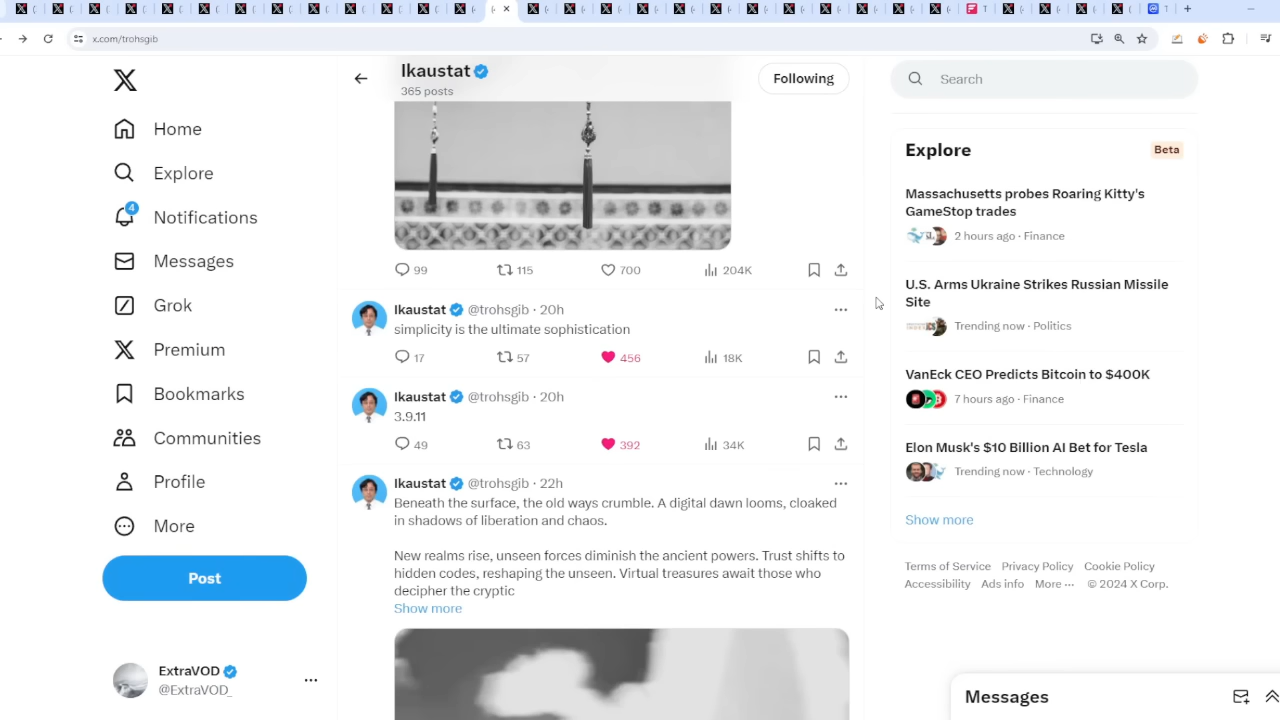 x.com/trohsgib
Ikaustat
365 posts
Following
Search
Home
Explore
4
Notifications
Messages
Grok
Premium
Bookmarks
Communities
Profile
More
Post
ExtraVOD
@ExtraVOD_
99 115 700 204K
Ikaustat @trohsgib · 20h
simplicity is the ultimate sophistication
17 57 456 18K
Ikaustat @trohsgib · 20h
3.9.11
49 63 392 34K
Ikaustat @trohsgib · 22h
Beneath the surface, the old ways crumble. A digital dawn looms, cloaked
in shadows of liberation and chaos.
New realms rise, unseen forces diminish the ancient powers. Trust shifts to
hidden codes, reshaping the unseen. Virtual treasures await those who
decipher the cryptic
Show more
Explore Beta
Massachusetts probes Roaring Kitty's
GameStop trades
2 hours ago · Finance
U.S. Arms Ukraine Strikes Russian Missile
Site
Trending now · Politics
VanEck CEO Predicts Bitcoin to $400K
7 hours ago · Finance
Elon Musk's $10 Billion AI Bet for Tesla
Trending now · Technology
Show more
Terms of Service Privacy Policy Cookie Policy
Accessibility Ads info More ··· © 2024 X Corp.
Messages